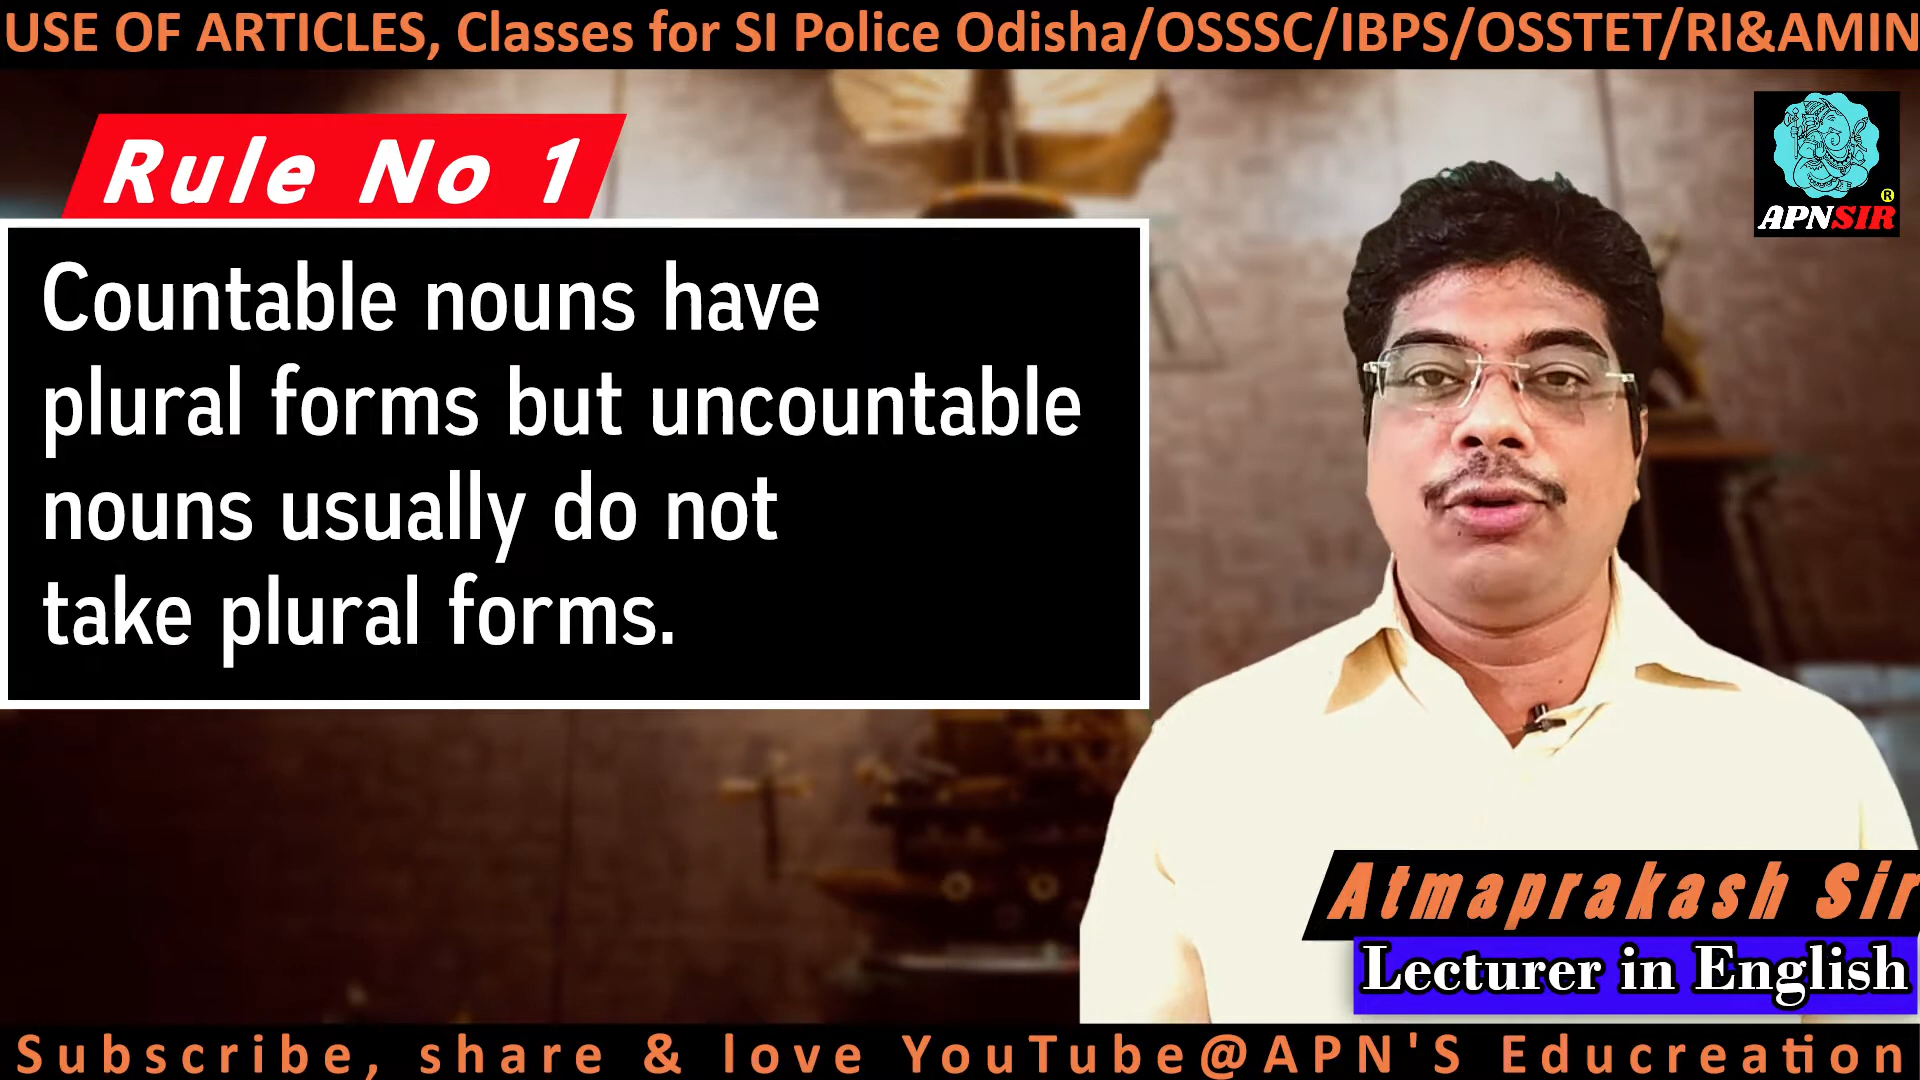 USE OF ARTICLES, Classes for SI Police Odisha/OSSSC/IBPS/OSSTET/RI&AMIN
Rule No 1
APNSIR®
Countable nouns have
plural forms but uncountable
nouns usually do not
take plural forms.
Atmaprakash Sir
Lecturer in English
Subscribe, share & love YouTube@APN'S Educreation